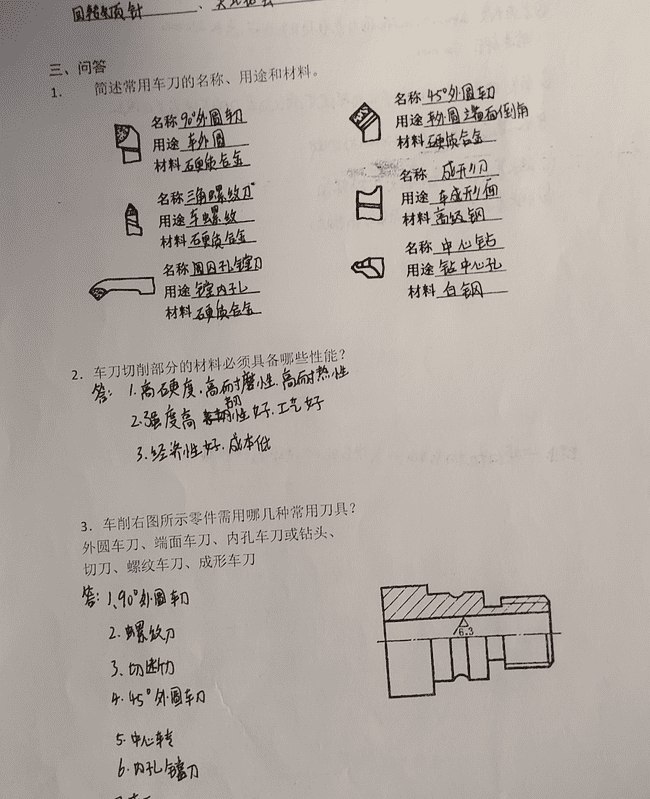 三、问答
1. 简述常用车刀的名称、用途和材料。
名称 90°外圆车刀
用途 车外圆
材料 硬质合金
名称 45°外圆车刀
用途 车外圆端面倒角
材料 硬质合金
名称 三角螺纹刀
用途 车螺纹
材料 硬质合金
名称 成形刀
用途 车成形面
材料 高级钢
名称 圆内孔镗刀
用途 镗内孔
材料 硬质合金
名称 中心钻
用途 钻中心孔
材料 白钢
2. 车刀切削部分的材料必须具备哪些性能?
答: 1.高硬度.高耐磨性.高耐热性
2.强度高 韧性好.工艺好
3.经济性好.成本低
3. 车削右图所示零件需用哪几种常用刀具?
外圆车刀、端面车刀、内孔车刀或钻头、
切刀、螺纹车刀、成形车刀
答: 1、90°外圆车刀
2. 螺纹刀
3. 切断刀
4. 45°外圆车刀
5. 中心
6. 内孔镗刀
6.3